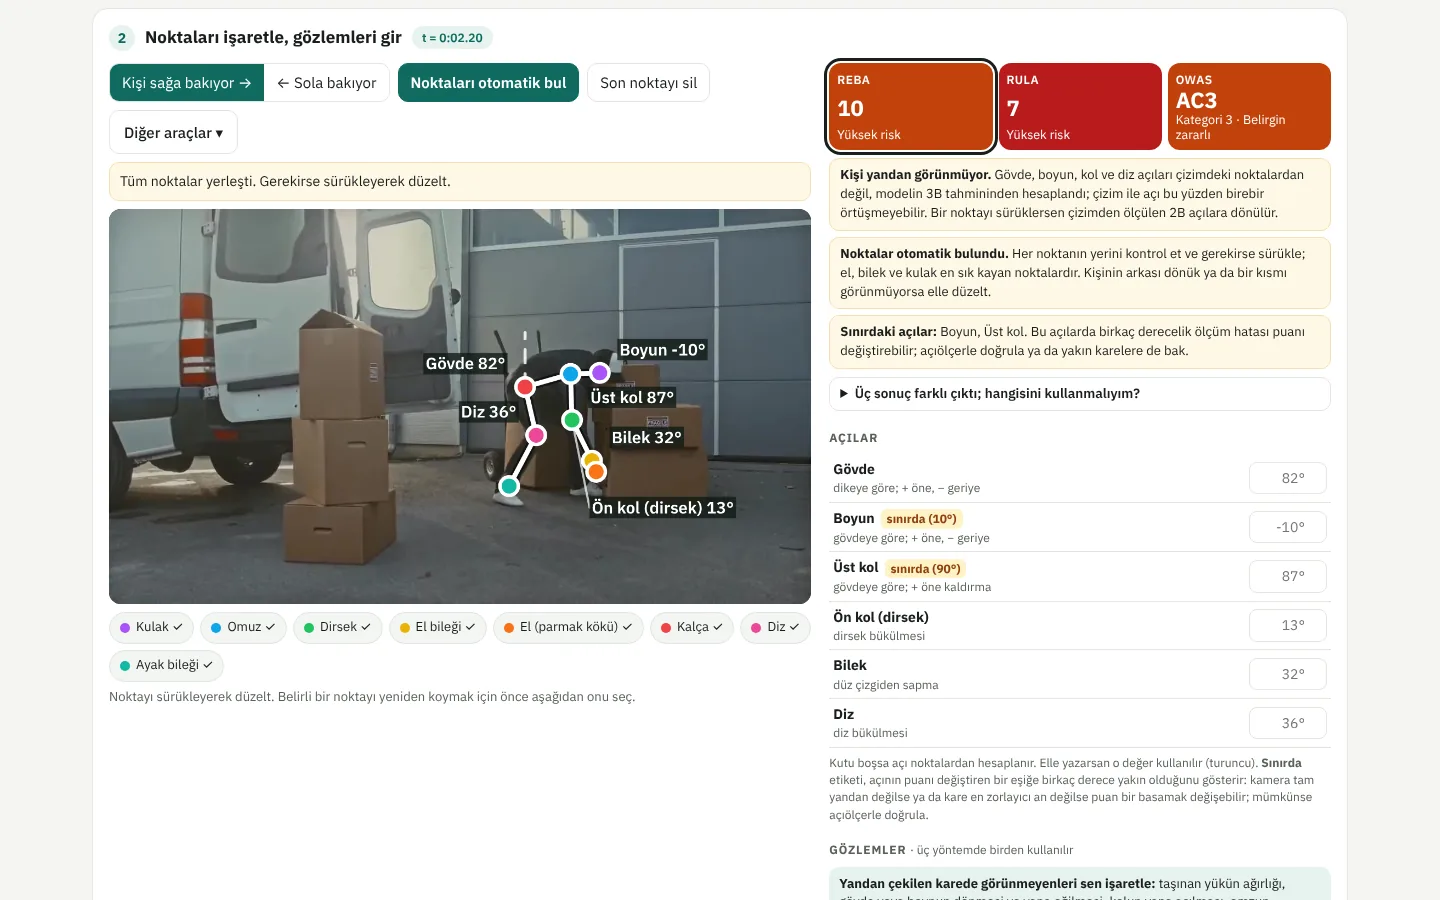 2 Noktaları işaretle, gözlemleri gir t = 0:02.20
Kişi sağa bakıyor → ← Sola bakıyor Noktaları otomatik bul Son noktayı sil
Diğer araçlar ▾
Tüm noktalar yerleşti. Gerekirse sürükleyerek düzelt.
Boyun -10°
Gövde 82°
Üst kol 87°
Diz 36°
Bilek 32°
Ön kol (dirsek) 13°
Kulak ✓ Omuz ✓ Dirsek ✓ El bileği ✓ El (parmak kökü) ✓ Kalça ✓ Diz ✓
Ayak bileği ✓
Noktayı sürükleyerek düzelt. Belirli bir noktayı yeniden koymak için önce aşağıdan onu seç.
REBA
10
Yüksek risk
RULA
7
Yüksek risk
OWAS
AC3
Kategori 3 · Belirgin
zararlı
Kişi yandan görünmüyor. Gövde, boyun, kol ve diz açıları çizimdeki noktalardan
değil, modelin 3B tahmininden hesaplandı; çizim ile açı bu yüzden birebir
örtüşmeyebilir. Bir noktayı sürüklersen çizimden ölçülen 2B açılara dönülür.
Noktalar otomatik bulundu. Her noktanın yerini kontrol et ve gerekirse sürükle;
el, bilek ve kulak en sık kayan noktalardır. Kişinin arkası dönük ya da bir kısmı
görünmüyorsa elle düzelt.
Sınırdaki açılar: Boyun, Üst kol. Bu açılarda birkaç derecelik ölçüm hatası puanı
değiştirebilir; açıölçerle doğrula ya da yakın karelere de bak.
▶ Üç sonuç farklı çıktı; hangisini kullanmalıyım?
AÇILAR
Gövde
dikeye göre; + öne, − geriye
82°
Boyun sınırda (10°)
gövdeye göre; + öne, − geriye
-10°
Üst kol sınırda (90°)
gövdeye göre; + öne kaldırma
87°
Ön kol (dirsek)
dirsek bükülmesi
13°
Bilek
düz çizgiden sapma
32°
Diz
diz bükülmesi
36°
Kutu boşsa açı noktalardan hesaplanır. Elle yazarsan o değer kullanılır (turuncu). Sınırda
etiketi, açının puanı değiştiren bir eşiğe birkaç derece yakın olduğunu gösterir: kamera tam
yandan değilse ya da kare en zorlayıcı an değilse puan bir basamak değişebilir; mümkünse
açıölçerle doğrula.
GÖZLEMLER · üç yöntemde birden kullanılır
Yandan çekilen karede görünmeyenleri sen işaretle: taşınan yükün ağırlığı,